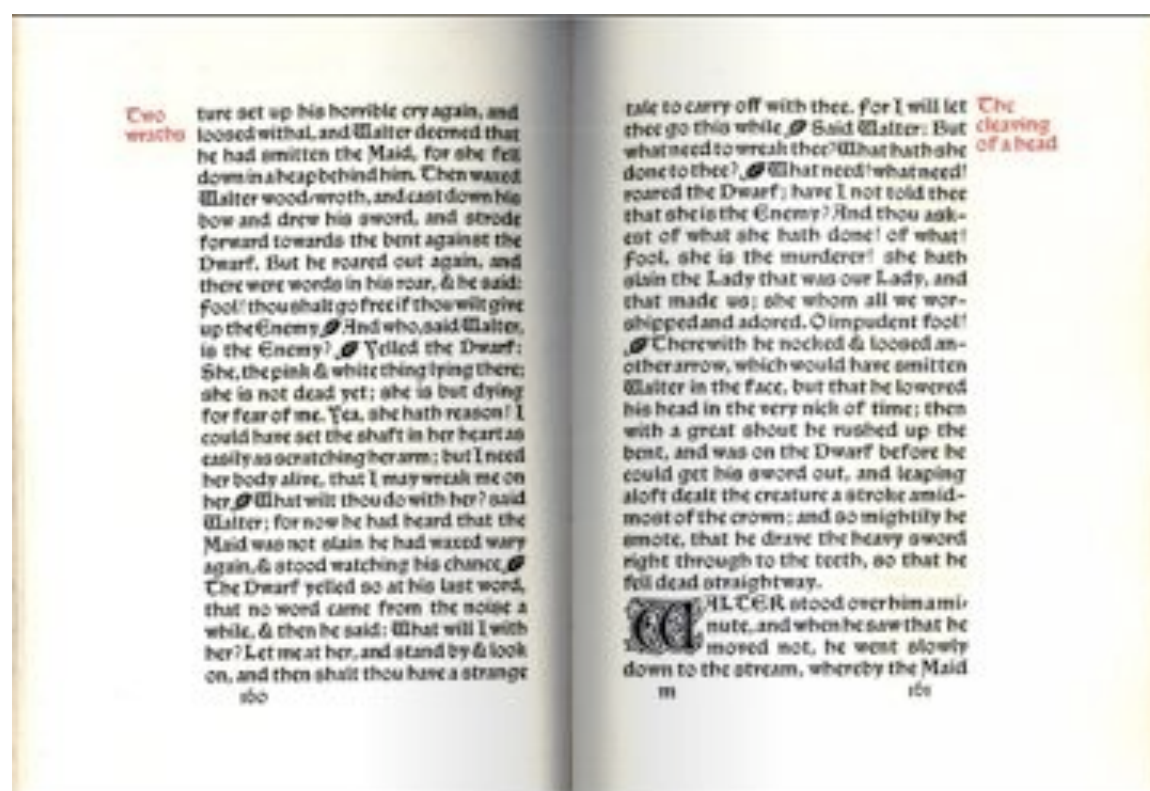 Two
wraths
ture set up his horrible cry again, and
loosed withal, and Walter deemed that
he had smitten the Maid, for she fell
down in a heap behind him. Then waxed
Walter wood-wroth, and cast down his
bow and drew his sword, and strode
forward towards the bent against the
Dwarf. But he roared out again, and
there were words in his roar, & he said:
Fool! thou shalt go free if thou wilt give
up the Enemy And who, said Walter,
is the Enemy? Yelled the Dwarf:
She, the pink & white thing lying there;
she is not dead yet; she is but dying
for fear of me. Yea, she hath reason! I
could have set the shaft in her heart as
easily as scratching her arm; but I need
her body alive, that I may wreak me on
her What wilt thou do with her? said
Walter; for now he had heard that the
Maid was not slain he had waxed wary
again, & stood watching his chance.
The Dwarf yelled so at his last word,
that no word came from the noise a
while, & then he said: What will I with
her? Let me at her, and stand by & look
on, and then shalt thou have a strange
160
tale to carry off with thee. For I will let
thee go this while Said Walter: But
what need to wreak thee? What hath she
done to thee? What need! what need!
roared the Dwarf; have I not told thee
that she is the Enemy? And thou ask-
est of what she hath done! of what!
Fool, she is the murderer! she hath
slain the Lady that was our Lady, and
that made us; she whom all we wor-
shipped and adored. O impudent fool!
Therewith he nocked & loosed an-
other arrow, which would have smitten
Walter in the face, but that he lowered
his head in the very nick of time; then
with a great shout he rushed up the
bent, and was on the Dwarf before he
could get his sword out, and leaping
aloft dealt the creature a stroke amid-
most of the crown; and so mightily he
smote, that he drave the heavy sword
right through to the teeth, so that he
fell dead straightway.
WALTER stood over him a mi-
nute, and when he saw that he
moved not, he went slowly
down to the stream, whereby the Maid
m 161
The
cleaving
of a head